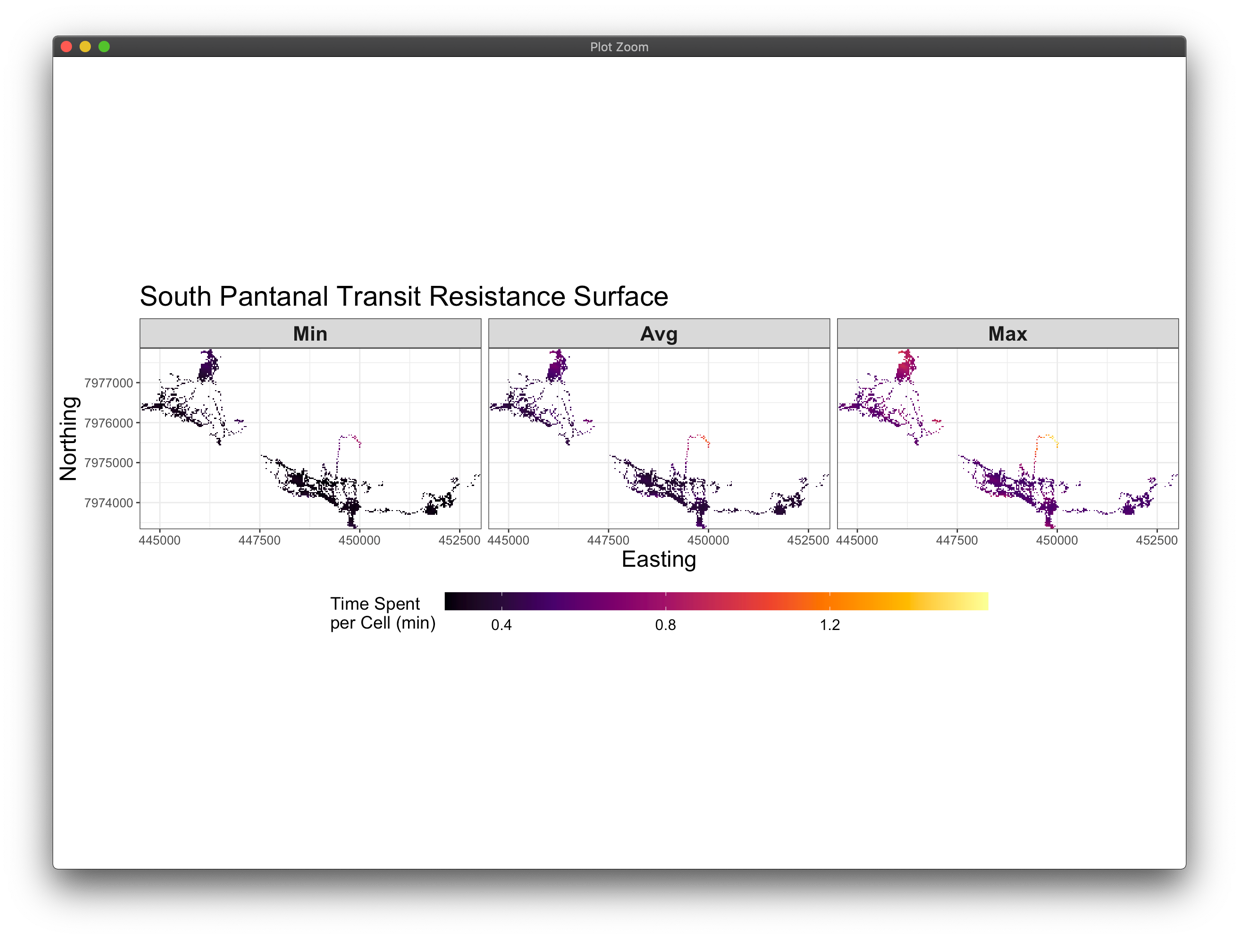 Plot Zoom
South Pantanal Transit Resistance Surface
Min Avg Max
Northing
7977000
7976000
7975000
7974000
445000 447500 450000 452500 445000 447500 450000 452500 445000 447500 450000 452500
Easting
Time Spent
per Cell (min)
0.4 0.8 1.2